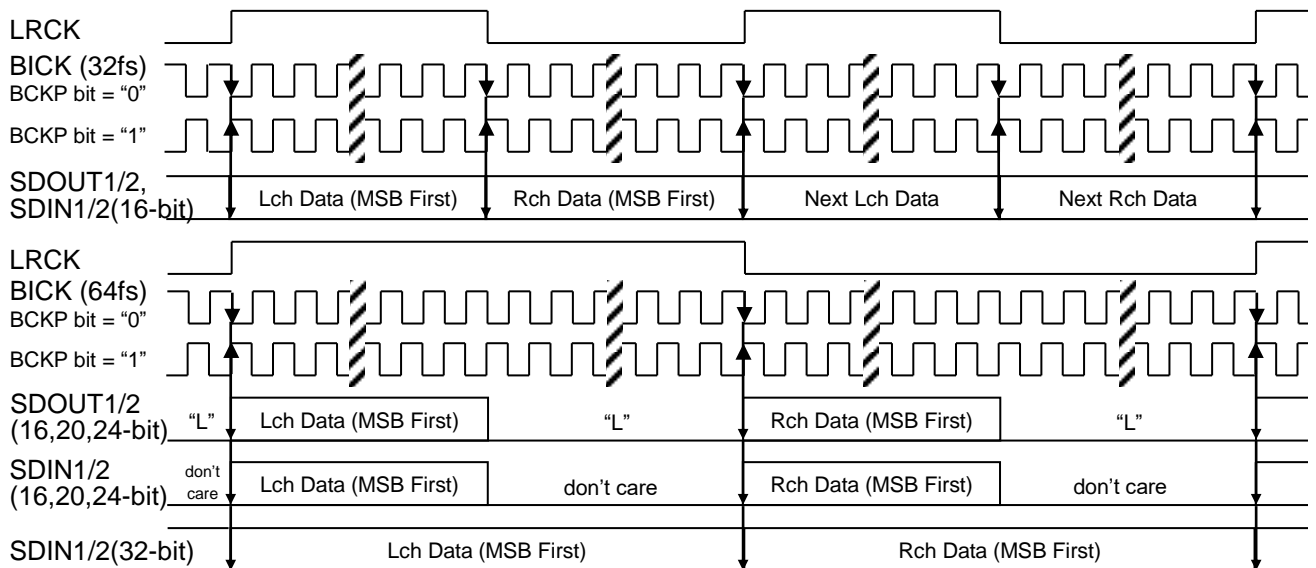 LRCK
BICK (32fs)
BCKP bit = “0”
BCKP bit = “1”
SDOUT1/2,
SDIN1/2(16-bit) Lch Data (MSB First) Rch Data (MSB First) Next Lch Data Next Rch Data
LRCK
BICK (64fs)
BCKP bit = “0”
BCKP bit = “1”
SDOUT1/2
(16,20,24-bit) “L” Lch Data (MSB First) “L” Rch Data (MSB First) “L”
SDIN1/2
(16,20,24-bit) don’t
care Lch Data (MSB First) don’t care Rch Data (MSB First) don’t care
SDIN1/2(32-bit) Lch Data (MSB First) Rch Data (MSB First)